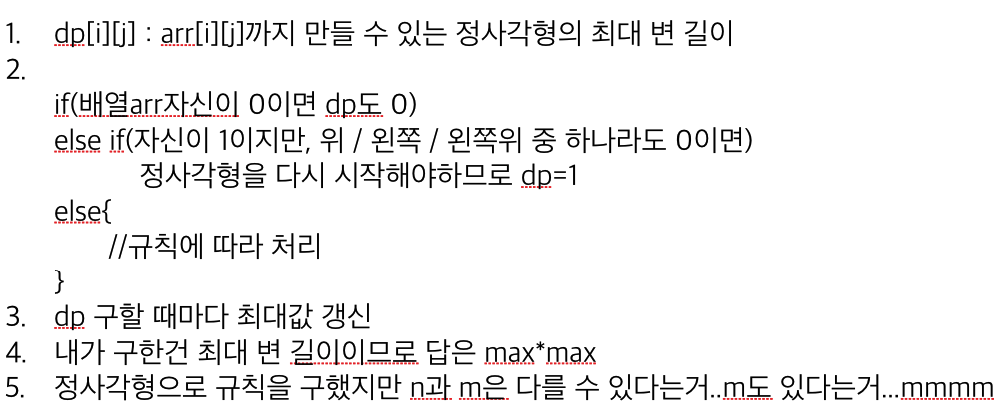 1. dp[i][j] : arr[i][j]까지 만들 수 있는 정사각형의 최대 변 길이
2.
if(배열arr자신이 0이면 dp도 0)
else if(자신이 1이지만, 위 / 왼쪽 / 왼쪽위 중 하나라도 0이면)
정사각형을 다시 시작해야하므로 dp=1
else{
//규칙에 따라 처리
}
3. dp 구할 때마다 최대값 갱신
4. 내가 구한건 최대 변 길이이므로 답은 max*max
5. 정사각형으로 규칙을 구했지만 n과 m은 다를 수 있다는거..m도 있다는거...mmmm